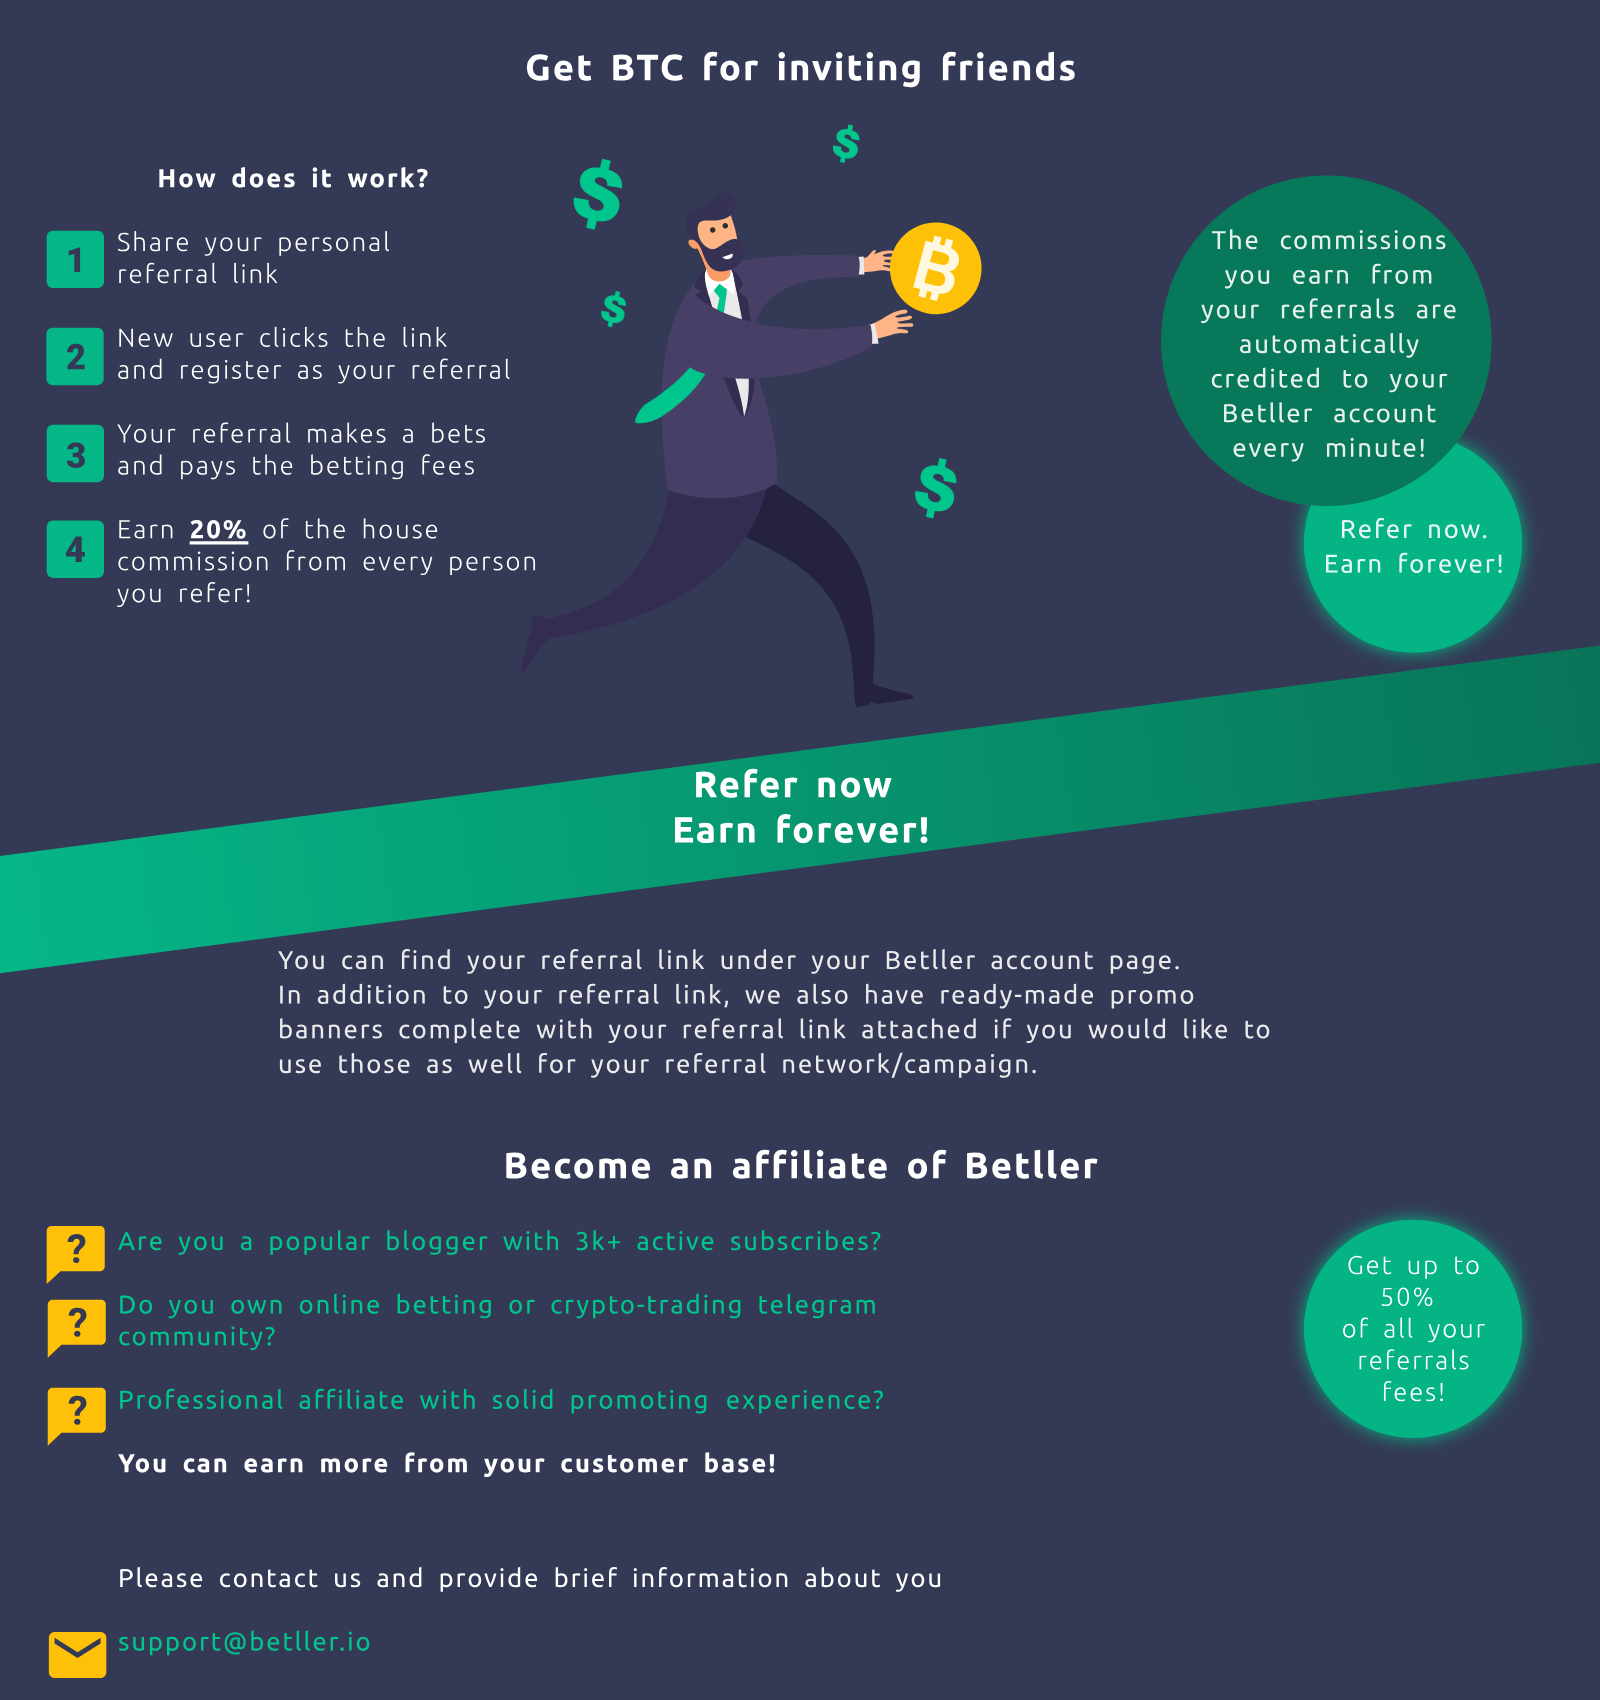 Get BTC for inviting friends
How does it work?
1
Share your personal
referral link
2
New user clicks the link
and register as your referral
3
Your referral makes a bets
and pays the betting fees
4
Earn 20% of the house
commission from every person
you refer!
$
$
$
$
The commissions
you earn from
your referrals are
automatically
credited to your
Betller account
every minute!
Refer now.
Earn forever!
Refer now
Earn forever!
You can find your referral link under your Betller account page.
In addition to your referral link, we also have ready-made promo
banners complete with your referral link attached if you would like to
use those as well for your referral network/campaign.
Become an affiliate of Betller
?
Are you a popular blogger with 3k+ active subscribes?
?
Do you own online betting or crypto-trading telegram
community?
?
Professional affiliate with solid promoting experience?
You can earn more from your customer base!
Get up to
50%
of all your
referrals
fees!
Please contact us and provide brief information about you
support@betller.io